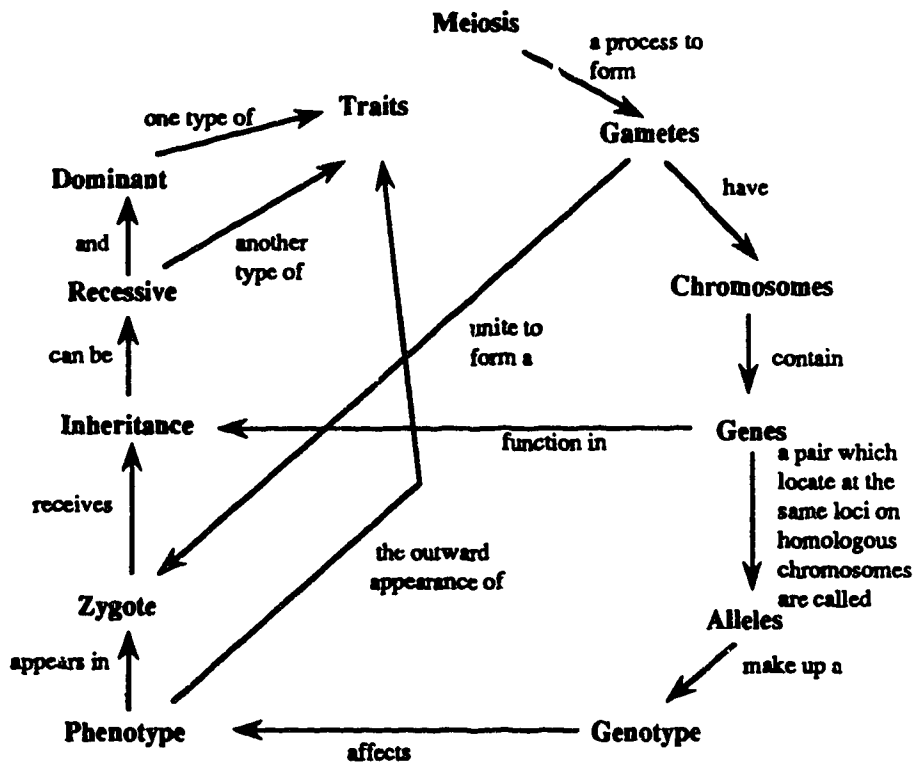 Meiosis
a process to
form
Traits
one type of
Gametes
Dominant
have
and
another
type of
Recessive
Chromosomes
unite to
form a
can be
contain
Inheritance
function in
Genes
a pair which
locate at the
same loci on
homologous
chromosomes
are called
receives
the outward
appearance of
Zygote
Alleles
appears in
make up a
Phenotype
Genotype
affects